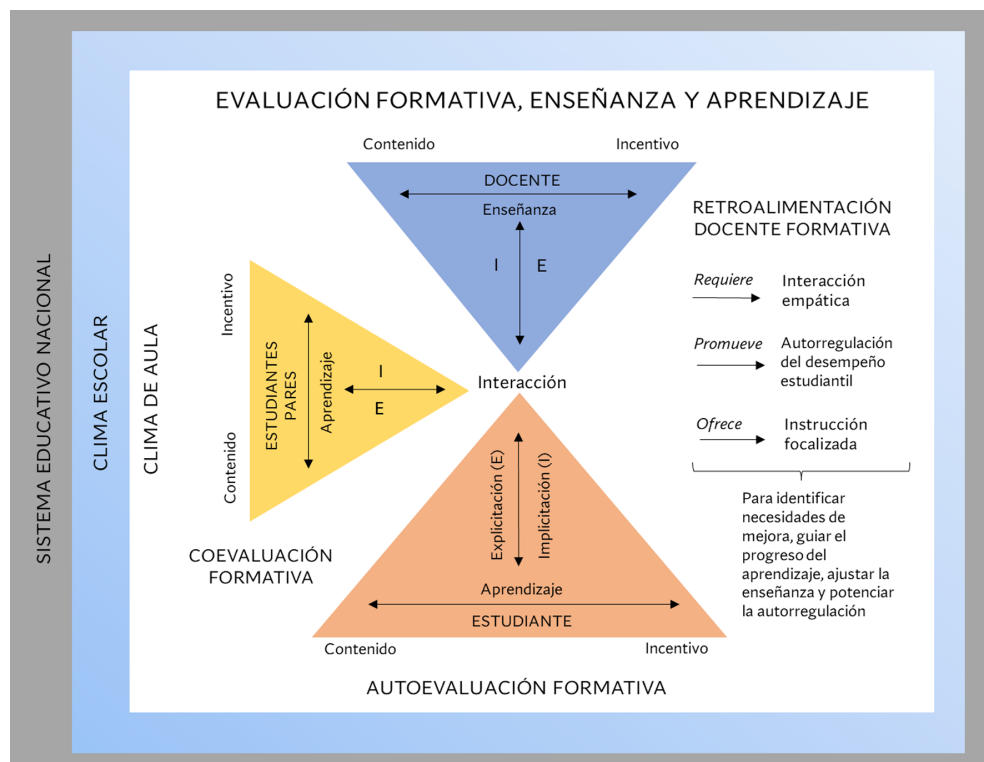 EVALUACIÓN FORMATIVA, ENSEÑANZA Y APRENDIZAJE
SISTEMA EDUCATIVO NACIONAL
CLIMA ESCOLAR
CLIMA DE AULA
Contenido
Incentivo
DOCENTE
Enseñanza
I
E
Incentivo
Contenido
ESTUDIANTES
PARES
Aprendizaje
I
E
COEVALUACIÓN
FORMATIVA
Interacción
Explicitación (E)
Implicitación (I)
Aprendizaje
ESTUDIANTE
Contenido
Incentivo
AUTOEVALUACIÓN FORMATIVA
RETROALIMENTACIÓN
DOCENTE FORMATIVA
Requiere
Interacción
empática
Promueve
Autorregulación
del desempeño
estudiantil
Ofrece
Instrucción
focalizada
Para identificar
necesidades de
mejora, guiar el
progreso del
aprendizaje, ajustar la
enseñanza y potenciar
la autorregulación